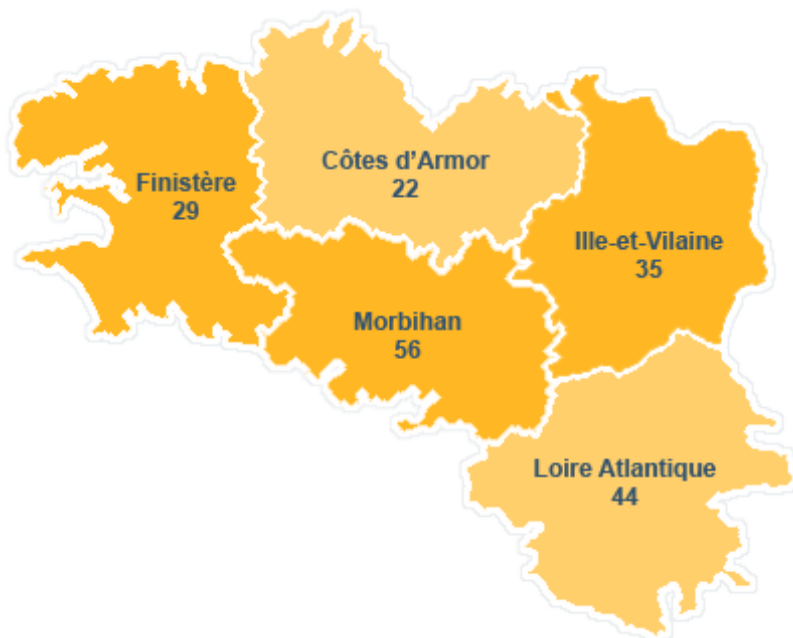 Côtes d’Armor
22
Finistère
29
Ille-et-Vilaine
35
Morbihan
56
Loire Atlantique
44